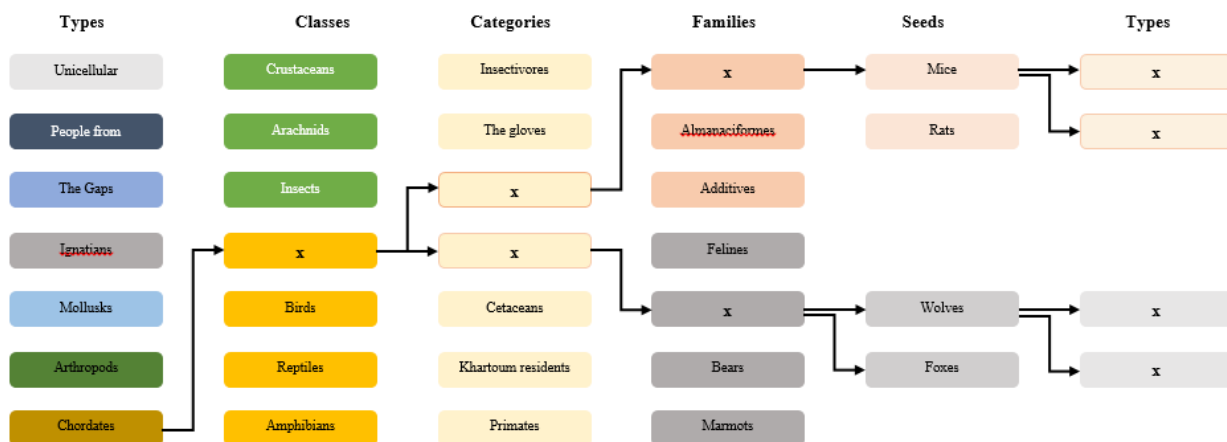 Types Classes Categories Families Seeds Types
Unicellular Crustaceans Insectivores x Mice x
People from Arachnids The gloves Almanaciformes Rats x
The Gaps Insects x Additives
Ignatians x x Felines
Mollusks Birds Cetaceans x Wolves x
Arthropods Reptiles Khartoum residents Bears Foxes x
Chordates Amphibians Primates Marmots